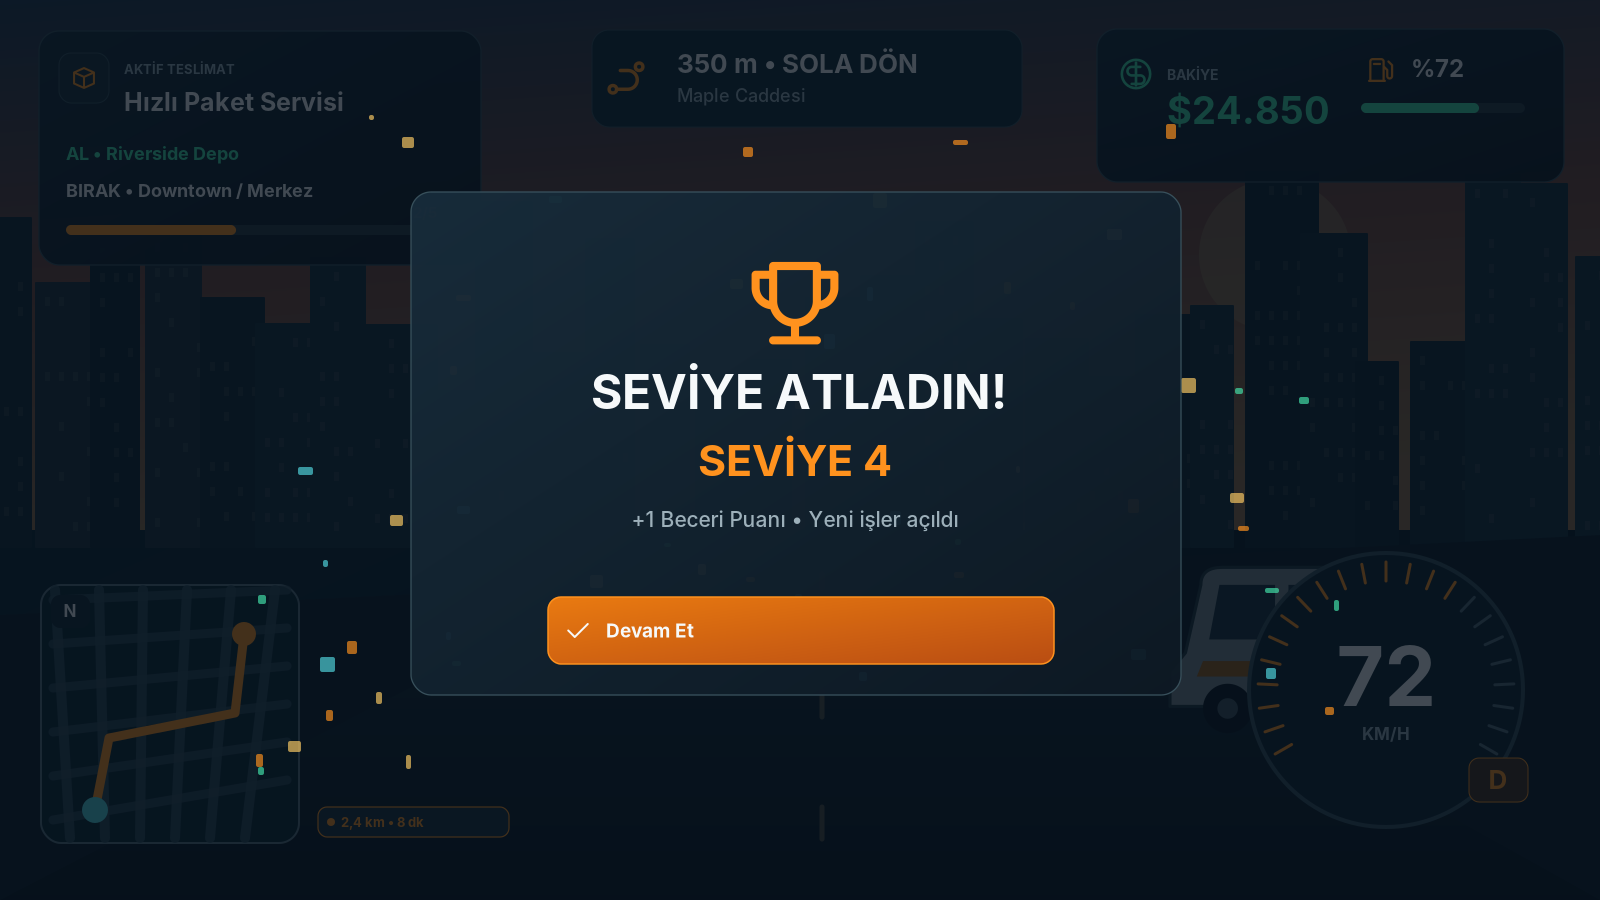 AKTİF TESLİMAT
Hızlı Paket Servisi
AL • Riverside Depo
BIRAK • Downtown / Merkez
350 m • SOLA DÖN
Maple Caddesi
BAKİYE
$24.850
%72
SEVİYE ATLADIN!
SEVİYE 4
+1 Beceri Puanı • Yeni işler açıldı
Devam Et
N
2,4 km • 8 dk
72
KM/H
D